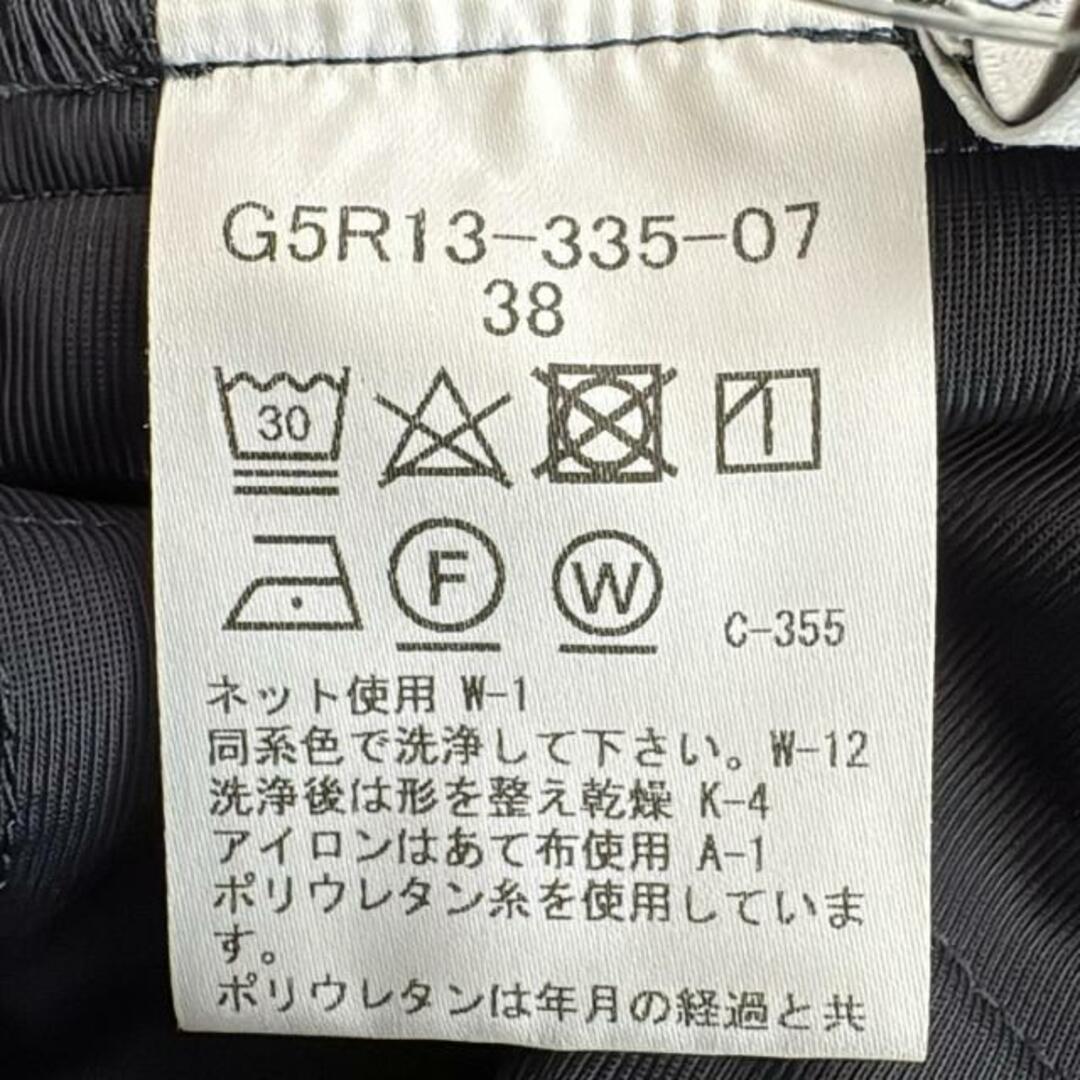 G5R13-335-07
38
30
F W C-355
ネット使用 W-1
同系色で洗浄して下さい。W-12
洗浄後は形を整え乾燥 K-4
アイロンはあて布使用 A-1
ポリウレタン糸を使用していま
す。
ポリウレタンは年月の経過と共